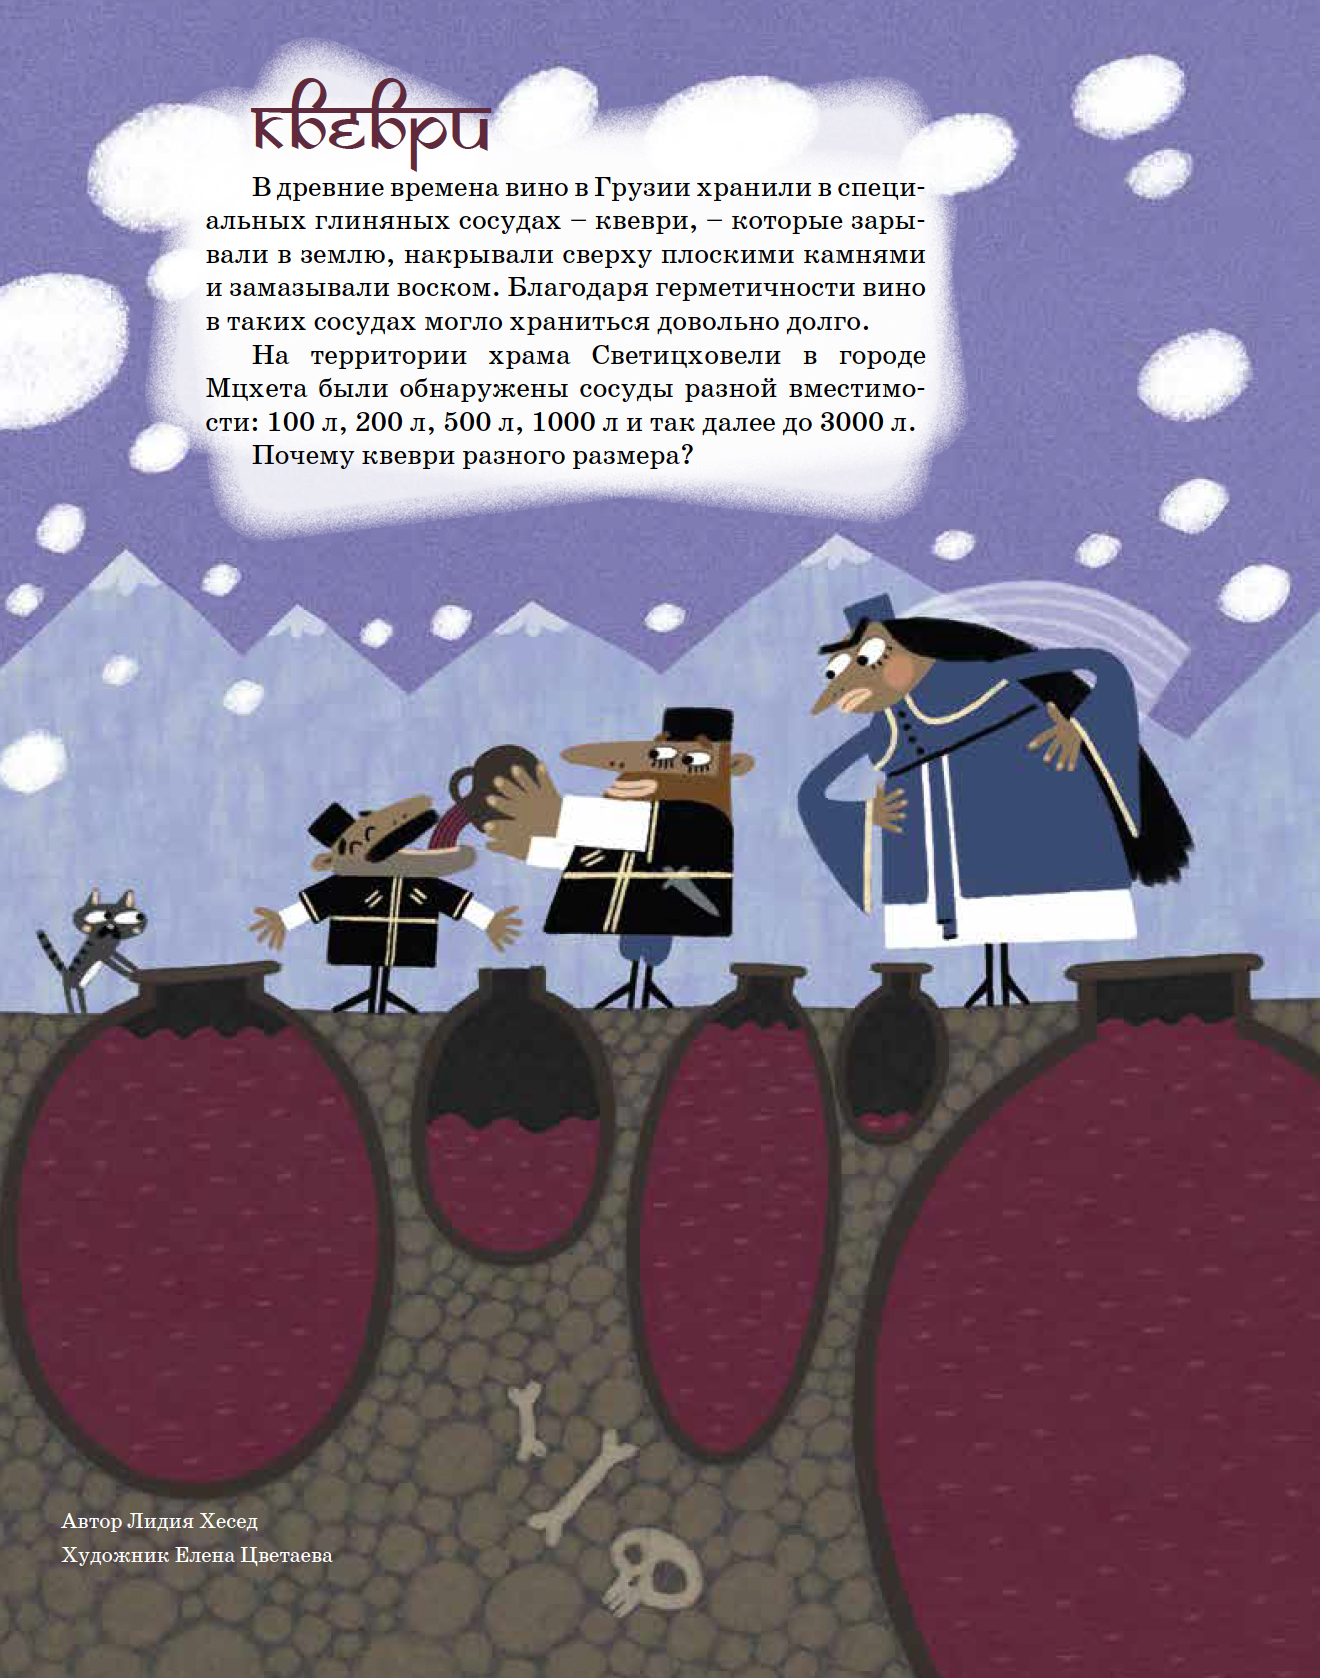 квеври
В древние времена вино в Грузии хранили в специ-
альных глиняных сосудах – квеври, – которые зары-
вали в землю, накрывали сверху плоскими камнями
и замазывали воском. Благодаря герметичности вино
в таких сосудах могло храниться довольно долго.
На территории храма Светицховели в городе
Мцхета были обнаружены сосуды разной вместимо-
сти: 100 л, 200 л, 500 л, 1000 л и так далее до 3000 л.
Почему квеври разного размера?
Автор Лидия Хесед
Художник Елена Цветаева